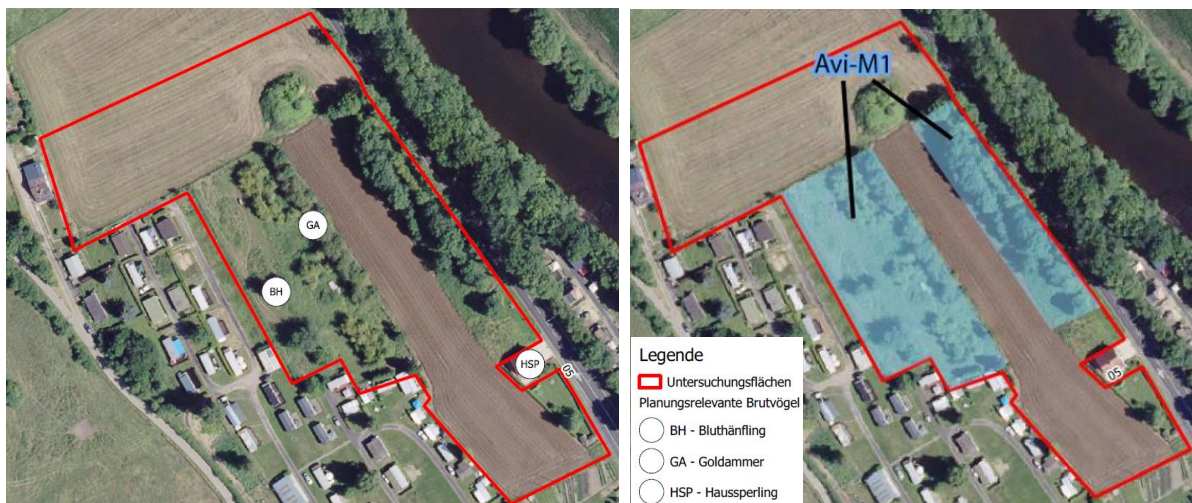 GA
BH
HSP
05
Avi-M1
05
Legende
Untersuchungsflächen
Planungsrelevante Brutvögel
BH - Bluthänfling
GA - Goldammer
HSP - Haussperling